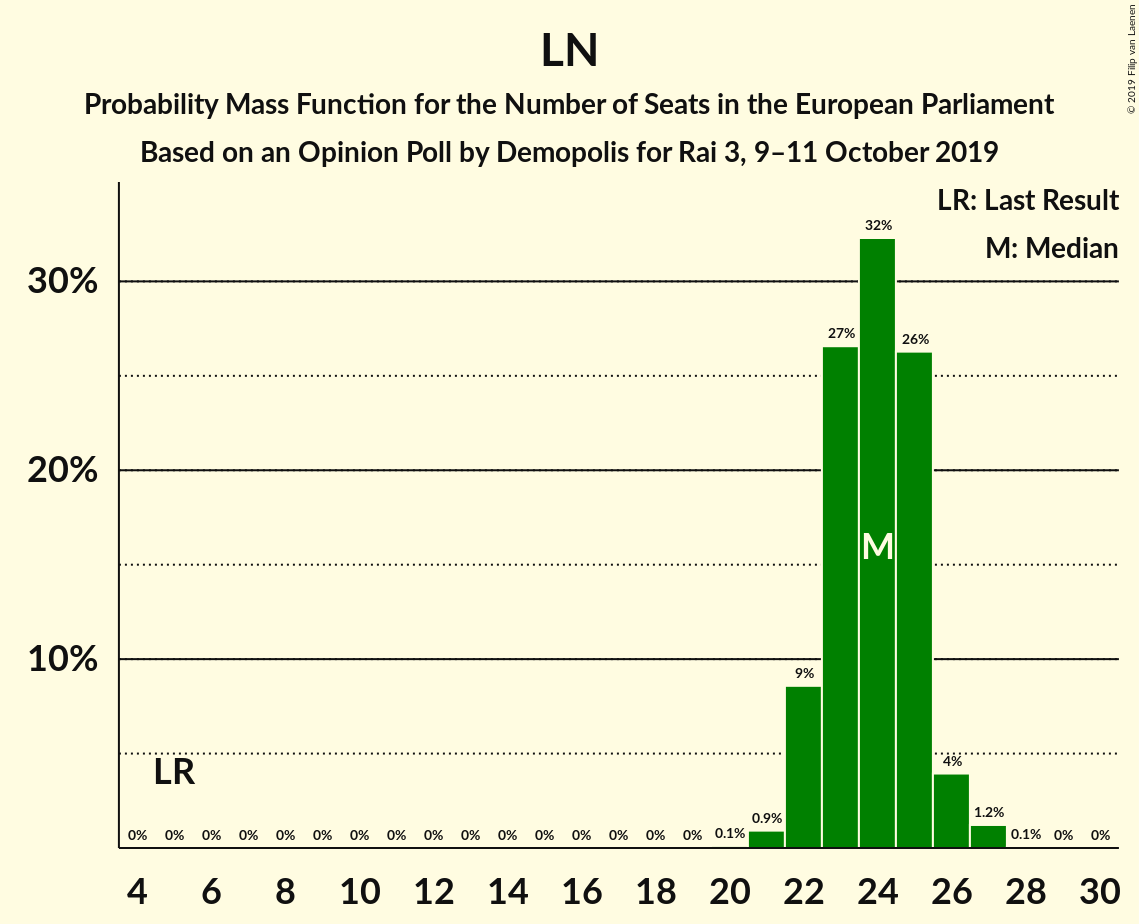 LN
Probability Mass Function for the Number of Seats in the European Parliament
Based on an Opinion Poll by Demopolis for Rai 3, 9–11 October 2019
© 2019 Filip van Laenen
LR: Last Result
M: Median
30%
20%
10%
32%
27%
26%
M
9%
4%
LR
0% 0% 0% 0% 0% 0% 0% 0% 0% 0% 0% 0% 0% 0% 0% 0% 0.1% 0.9% 1.2% 0.1% 0% 0%
4 6 8 10 12 14 16 18 20 22 24 26 28 30